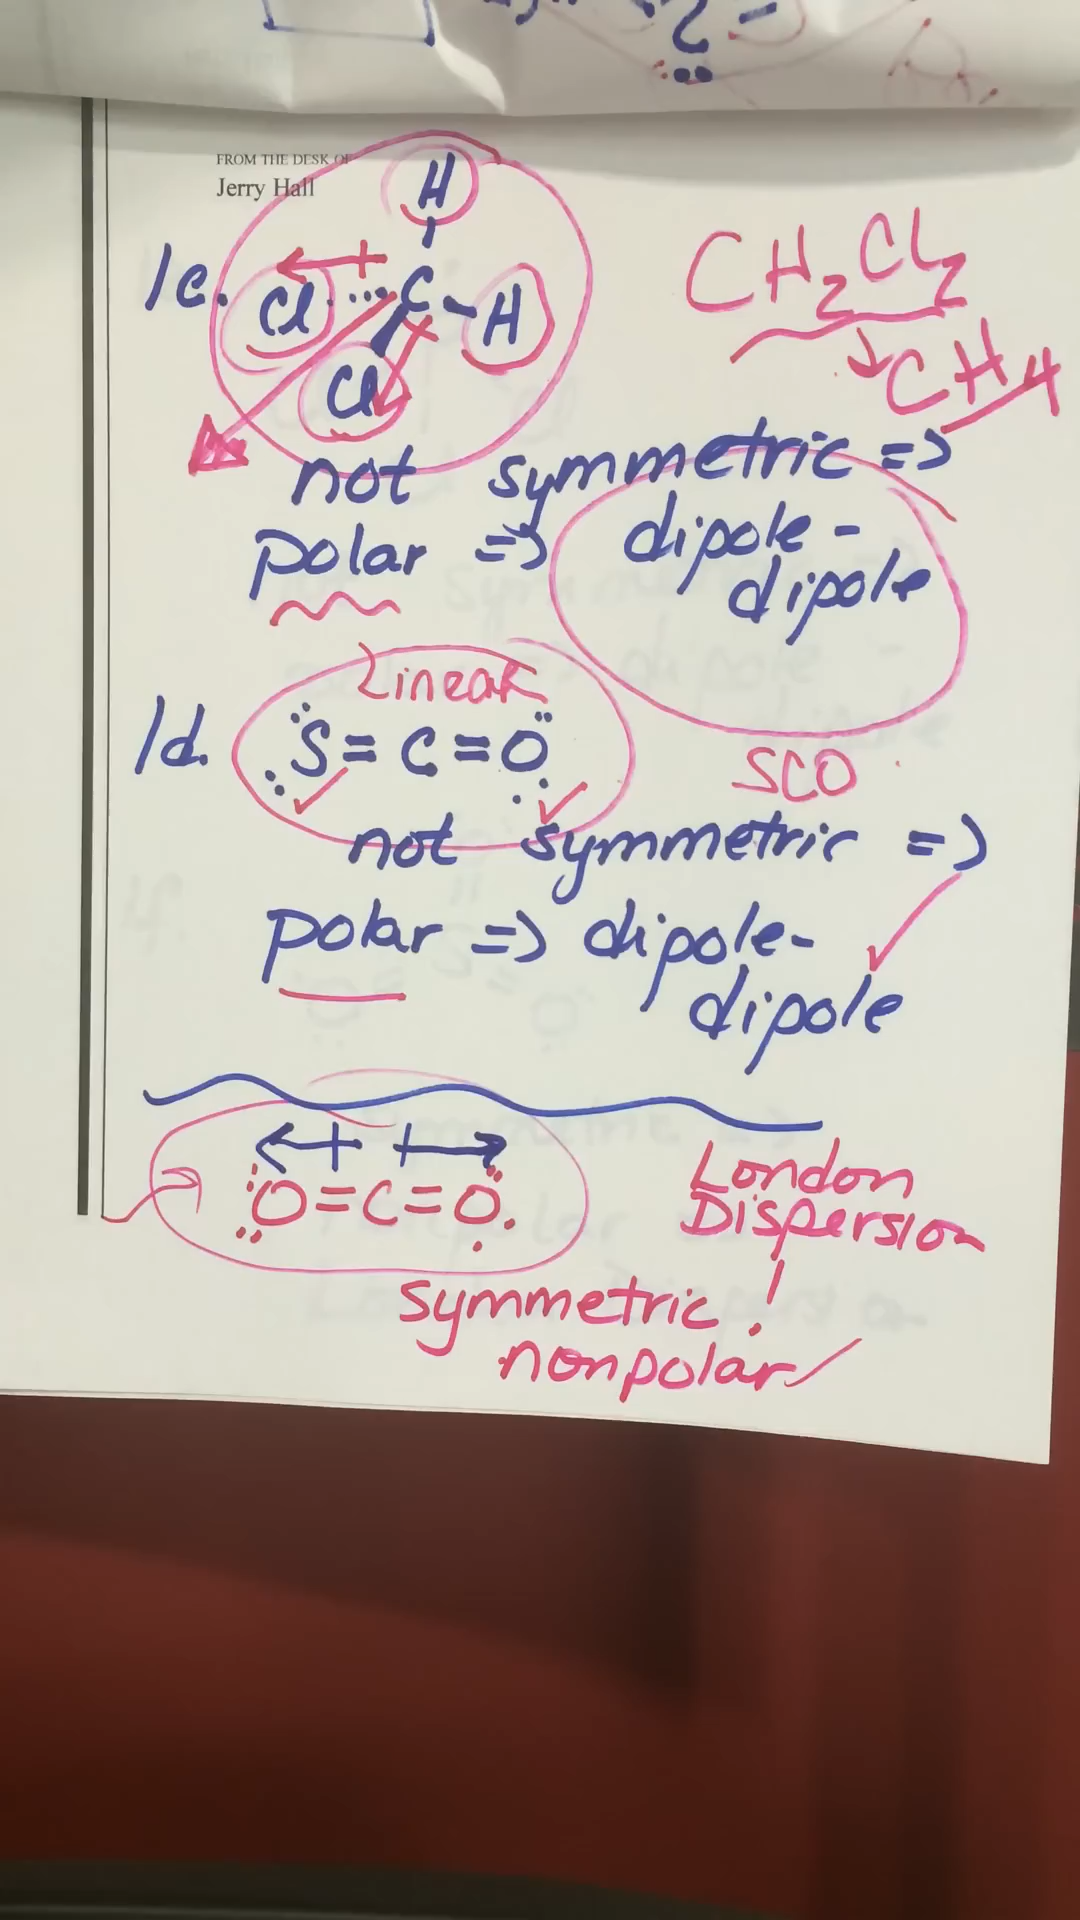 FROM THE DESK OF
Jerry Hall
1c.
H
Cl C-H
Cl
CH2Cl2
CH4
not symmetric =>
polar => dipole-
dipole
Linear
1d. S=C=O
SCO
not symmetric =>
polar => dipole-
dipole
O=C=O
London
Dispersion
symmetric!
nonpolar